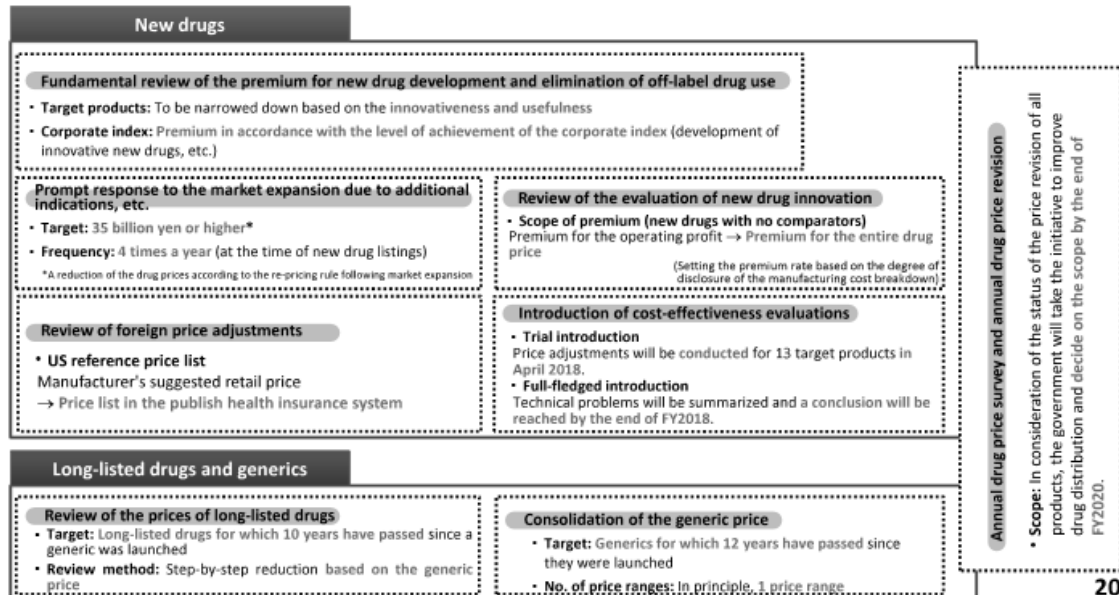 New drugs
Fundamental review of the premium for new drug development and elimination of off-label drug use
・ Target products: To be narrowed down based on the innovativeness and usefulness
・ Corporate index: Premium in accordance with the level of achievement of the corporate index (development of
innovative new drugs, etc.)
Prompt response to the market expansion due to additional
indications, etc.
・ Target: 35 billion yen or higher*
・ Frequency: 4 times a year (at the time of new drug listings)
*A reduction of the drug prices according to the re-pricing rule following market expansion
Review of the evaluation of new drug innovation
・ Scope of premium (new drugs with no comparators)
Premium for the operating profit → Premium for the entire drug
price
(Setting the premium rate based on the degree of
disclosure of the manufacturing cost breakdown)
Review of foreign price adjustments
・ US reference price list
Manufacturer's suggested retail price
→ Price list in the publish health insurance system
Introduction of cost-effectiveness evaluations
・ Trial introduction
Price adjustments will be conducted for 13 target products in
April 2018.
・ Full-fledged introduction
Technical problems will be summarized and a conclusion will be
reached by the end of FY2018.
Long-listed drugs and generics
Review of the prices of long-listed drugs
・ Target: Long-listed drugs for which 10 years have passed since a
generic was launched
・ Review method: Step-by-step reduction based on the generic
price
Consolidation of the generic price
・ Target: Generics for which 12 years have passed since
they were launched
・ No. of price ranges: In principle, 1 price range
Annual drug price survey and annual drug price revision
・ Scope: In consideration of the status of the price revision of all
products, the government will take the initiative to improve
drug distribution and decide on the scope by the end of
FY2020.
20